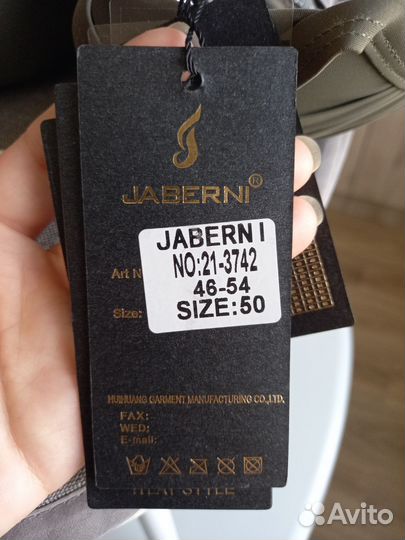 JABERNI®
JABERN I
Art N
NO:21-3742
46-54
Size:
SIZE:50
HUIHUANG GARMENT MANUFACTURING CO.,LTD.
FAX:
WED:
E-mail:
STYLE
Avito